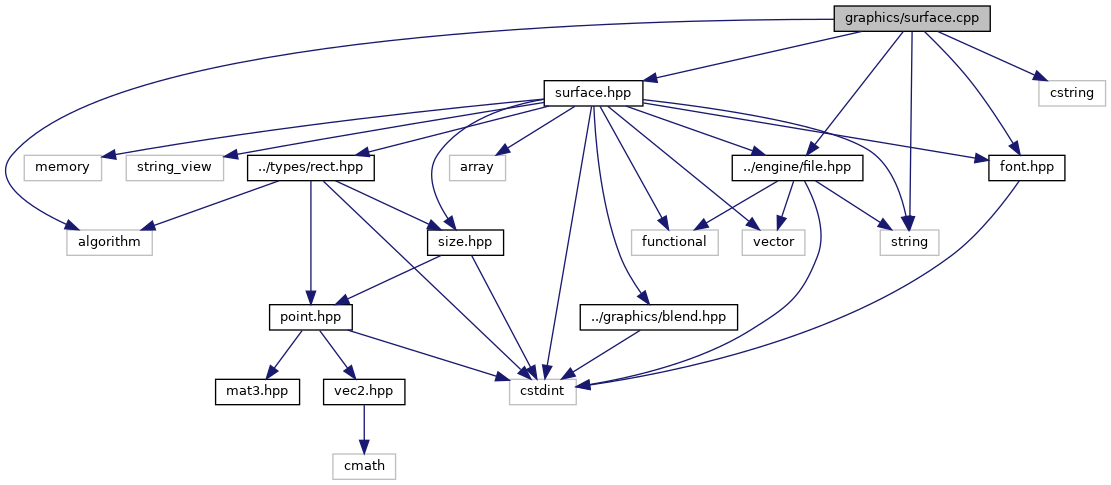 graphics/surface.cpp
surface.hpp
cstring
memory
string_view
../types/rect.hpp
array
../engine/file.hpp
font.hpp
algorithm
size.hpp
functional
vector
string
point.hpp
../graphics/blend.hpp
mat3.hpp
vec2.hpp
cstdint
cmath